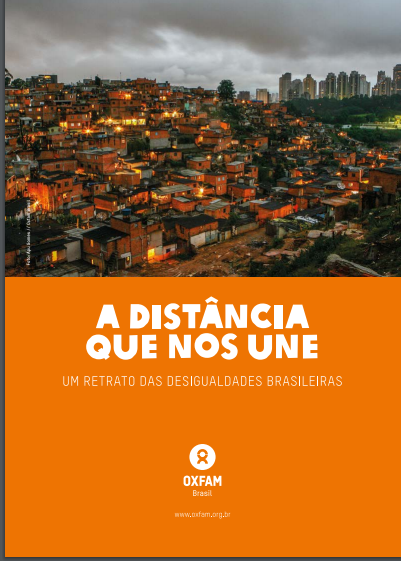 A DISTÂNCIA
QUE NOS UNE
UM RETRATO DAS DESIGUALDADES BRASILEIRAS
OXFAM
Brasil
www.oxfam.org.br